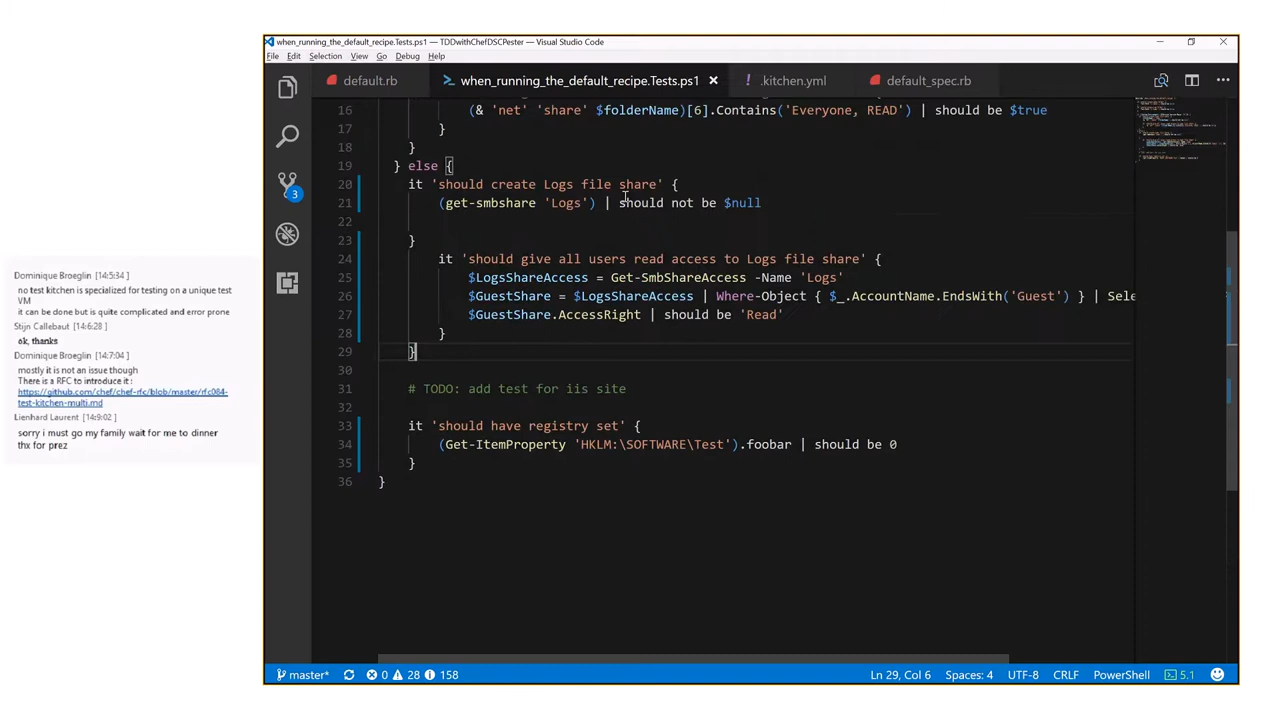 when_running_the_default_recipe.Tests.ps1 — TDDwithChefDSCPester — Visual Studio Code
File Edit Selection View Go Debug Help
default.rb when_running_the_default_recipe.Tests.ps1 .kitchen.yml default_spec.rb
16 (& 'net' 'share' $folderName)[6].Contains('Everyone, READ') | should be $true
17 }
18 }
19 } else {
20 it 'should create Logs file share' {
21 (get-smbshare 'Logs') | should not be $null
22
23 }
24 it 'should give all users read access to Logs file share' {
25 $LogsShareAccess = Get-SmbShareAccess -Name 'Logs'
26 $GuestShare = $LogsShareAccess | Where-Object { $_.AccountName.EndsWith('Guest') } | Sele
27 $GuestShare.AccessRight | should be 'Read'
28 }
29 }
30
31 # TODO: add test for iis site
32
33 it 'should have registry set' {
34 (Get-ItemProperty 'HKLM:\SOFTWARE\Test').foobar | should be 0
35 }
36 }
3
master* 0 28 158 Ln 29, Col 6 Spaces: 4 UTF-8 CRLF PowerShell 5.1
Dominique Broeglin [14:5:34 ]
no test kitchen is specialized for testing on a unique test
VM
it can be done but is quite complicated and error prone
Stijn Callebaut [14:6:28 ]
ok, thanks
Dominique Broeglin [14:7:04 ]
mostly it is not an issue though
There is a RFC to introduce it :
https://github.com/chef/chef-rfc/blob/master/rfc084-
test-kitchen-multi.md
Lienhard Laurent [14:9:02 ]
sorry i must go my family wait for me to dinner
thx for prez